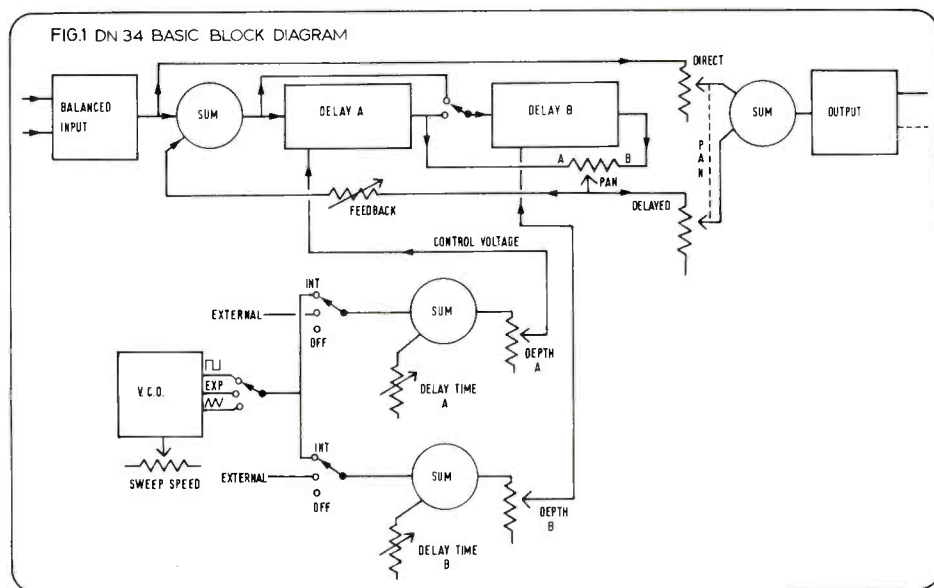 FIG.1 DN 34 BASIC BLOCK DIAGRAM
BALANCED
INPUT
SUM
DELAY A
DELAY B
DIRECT
SUM
OUTPUT
A
B
PAN
PAN
FEEDBACK
DELAYED
CONTROL VOLTAGE
INT
EXTERNAL
OFF
SUM
DEPTH
A
DELAY TIME
A
V.C.O.
EXP
SWEEP SPEED
INT
EXTERNAL
OFF
SUM
DEPTH
B
DELAY TIME
B